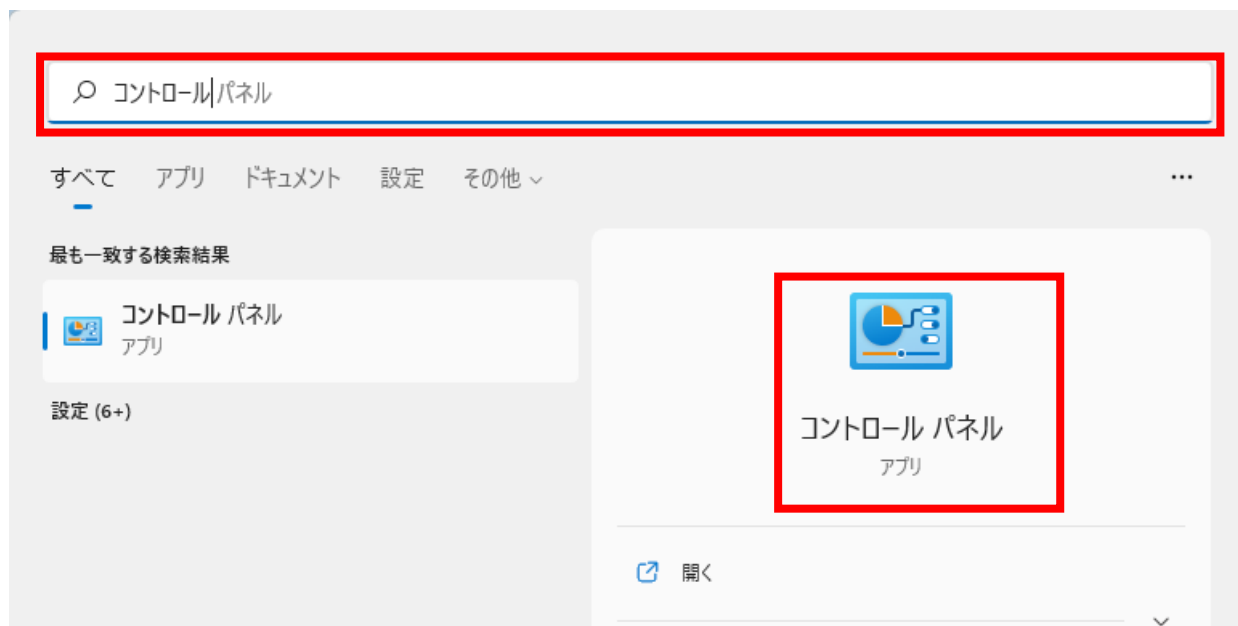 コントロールパネル
すべて アプリ ドキュメント 設定 その他
最も一致する検索結果
コントロール パネル
アプリ
設定 (6+)
コントロール パネル
アプリ
開く